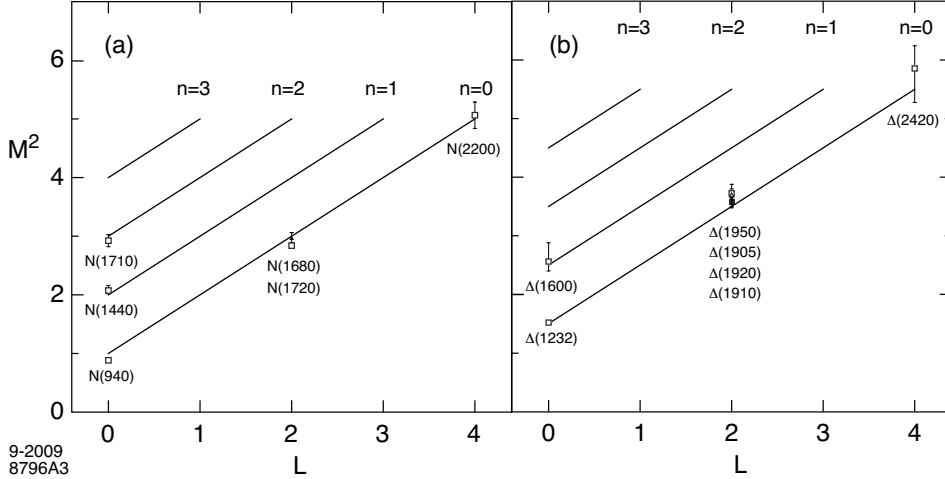 (a)
(b)
n=3 n=2 n=1 n=0
n=3 n=2 n=1 n=0
6
4
2
0
M²
N(2200)
N(1710)
N(1680)
N(1720)
N(1440)
N(940)
Δ(2420)
Δ(1950)
Δ(1905)
Δ(1920)
Δ(1910)
Δ(1600)
Δ(1232)
0 1 2 3 4
0 1 2 3 4
L
L
9-2009
8796A3